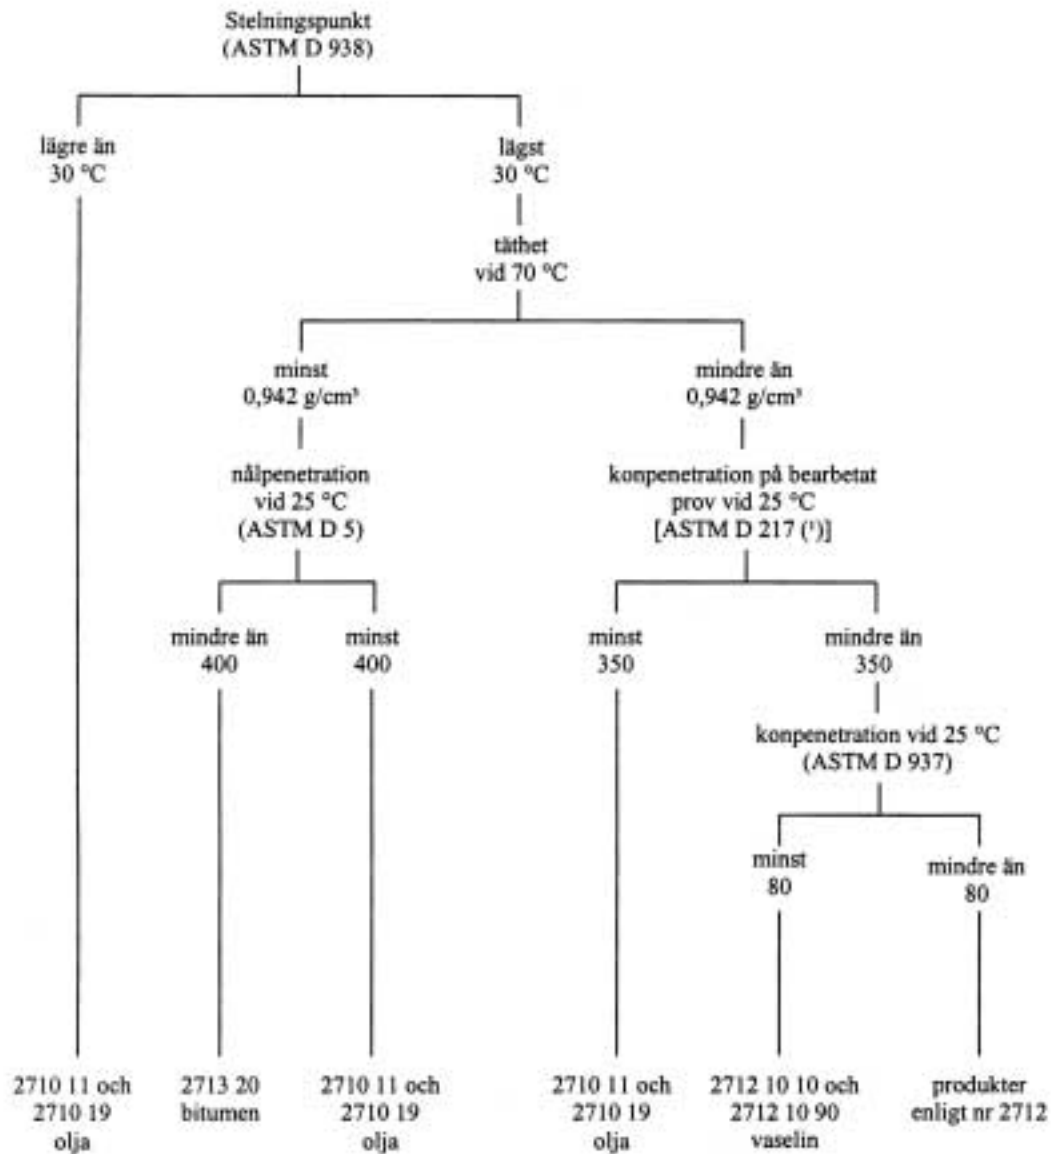 Stelningspunkt
(ASTM D 938)
lägre än
30 °C
lägst
30 °C
täthet
vid 70 °C
minst
0,942 g/cm³
mindre än
0,942 g/cm³
nålpenetration
vid 25 °C
(ASTM D 5)
konpenetration på bearbetat
prov vid 25 °C
[ASTM D 217 (¹)]
mindre än
400
minst
400
minst
350
mindre än
350
konpenetration vid 25 °C
(ASTM D 937)
minst
80
mindre än
80
2710 11 och
2710 19
olja
2713 20
bitumen
2710 11 och
2710 19
olja
2710 11 och
2710 19
olja
2712 10 10 och
2712 10 90
vaselin
produkter
enligt nr 2712